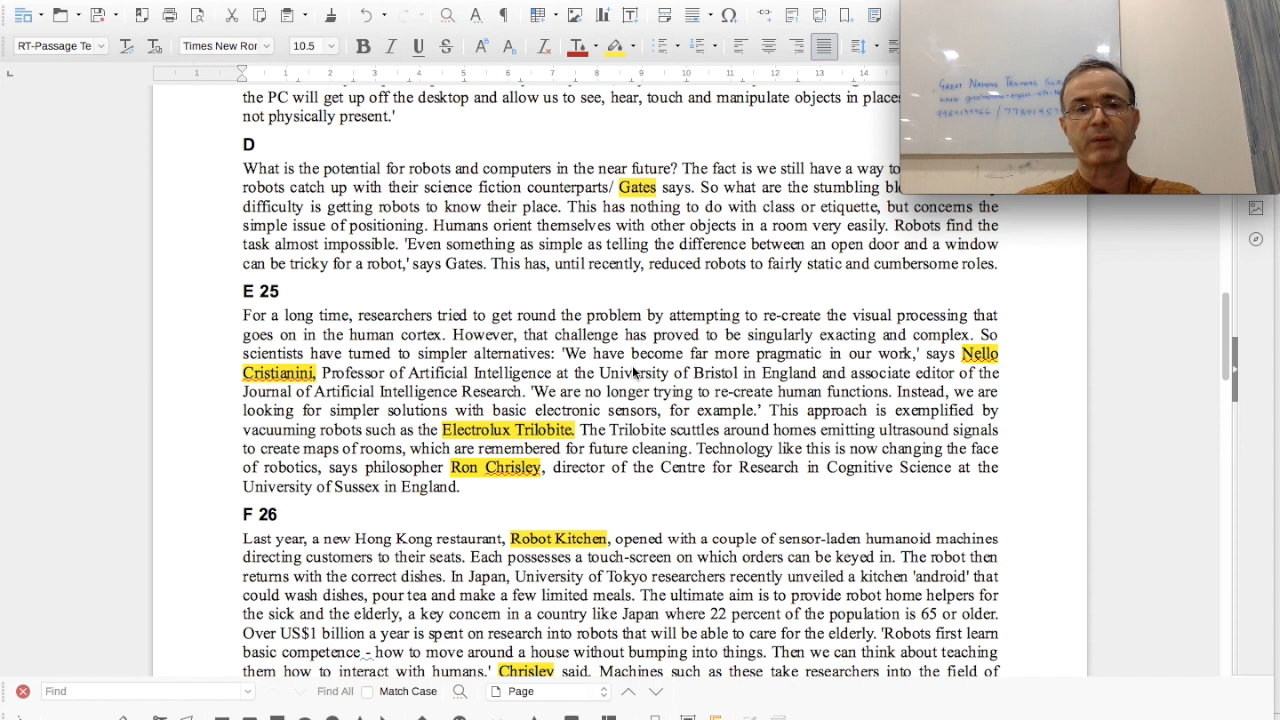 RT-Passage Te
Times New Ror
10.5
1 1 2 3 4 5 6 7 8 9 10 11 12 13 14
the PC will get up off the desktop and allow us to see, hear, touch and manipulate objects in places
not physically present.'
D
What is the potential for robots and computers in the near future? The fact is we still have a way to
robots catch up with their science fiction counterparts/ Gates says. So what are the stumbling
difficulty is getting robots to know their place. This has nothing to do with class or etiquette, but concerns the
simple issue of positioning. Humans orient themselves with other objects in a room very easily. Robots find the
task almost impossible. 'Even something as simple as telling the difference between an open door and a window
can be tricky for a robot,' says Gates. This has, until recently, reduced robots to fairly static and cumbersome roles.
E 25
For a long time, researchers tried to get round the problem by attempting to re-create the visual processing that
goes on in the human cortex. However, that challenge has proved to be singularly exacting and complex. So
scientists have turned to simpler alternatives: 'We have become far more pragmatic in our work,' says Nello
Cristianini, Professor of Artificial Intelligence at the University of Bristol in England and associate editor of the
Journal of Artificial Intelligence Research. 'We are no longer trying to re-create human functions. Instead, we are
looking for simpler solutions with basic electronic sensors, for example.’ This approach is exemplified by
vacuuming robots such as the Electrolux Trilobite. The Trilobite scuttles around homes emitting ultrasound signals
to create maps of rooms, which are remembered for future cleaning. Technology like this is now changing the face
of robotics, says philosopher Ron Chrisley, director of the Centre for Research in Cognitive Science at the
University of Sussex in England.
F 26
Last year, a new Hong Kong restaurant, Robot Kitchen, opened with a couple of sensor-laden humanoid machines
directing customers to their seats. Each possesses a touch-screen on which orders can be keyed in. The robot then
returns with the correct dishes. In Japan, University of Tokyo researchers recently unveiled a kitchen 'android' that
could wash dishes, pour tea and make a few limited meals. The ultimate aim is to provide robot home helpers for
the sick and the elderly, a key concern in a country like Japan where 22 percent of the population is 65 or older.
Over US$1 billion a year is spent on research into robots that will be able to care for the elderly. 'Robots first learn
basic competence - how to move around a house without bumping into things. Then we can think about teaching
them how to interact with humans.' Chrisley said. Machines such as these take researchers into the field of
Find
Find All
Match Case
Page
GREAT NATIONS TRAINING